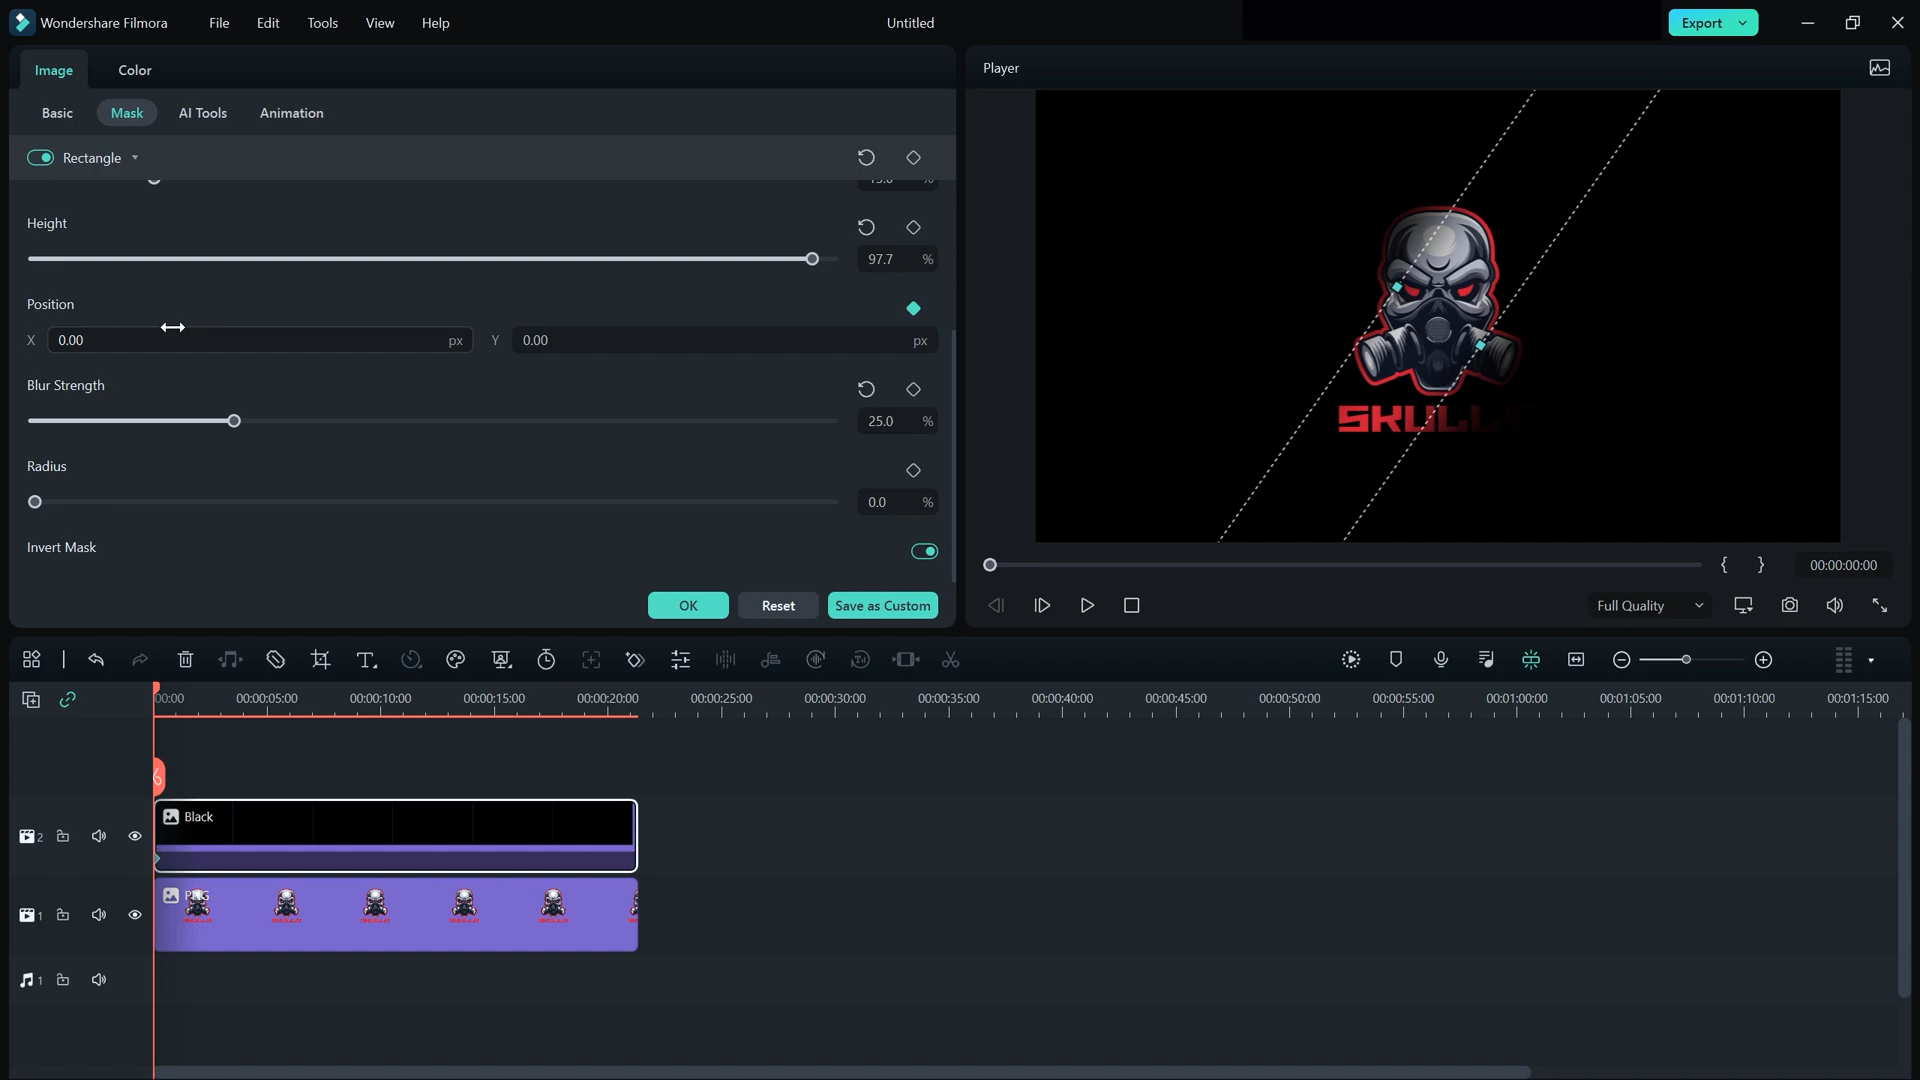 Wondershare Filmora File Edit Tools View Help Untitled Export
Image Color
Basic Mask AI Tools Animation
Rectangle
%
Height
97.7 %
Position
X 0.00 px Y 0.00 px
Blur Strength
25.0 %
Radius
0.0 %
Invert Mask
OK Reset Save as Custom
Player
SKULL
{ } 00:00:00:00
Full Quality
00:00 00:00:05:00 00:00:10:00 00:00:15:00 00:00:20:00 00:00:25:00 00:00:30:00 00:00:35:00 00:00:40:00 00:00:45:00 00:00:50:00 00:00:55:00 00:01:00:00 00:01:05:00 00:01:10:00 00:01:15:00
2 Black
1
1